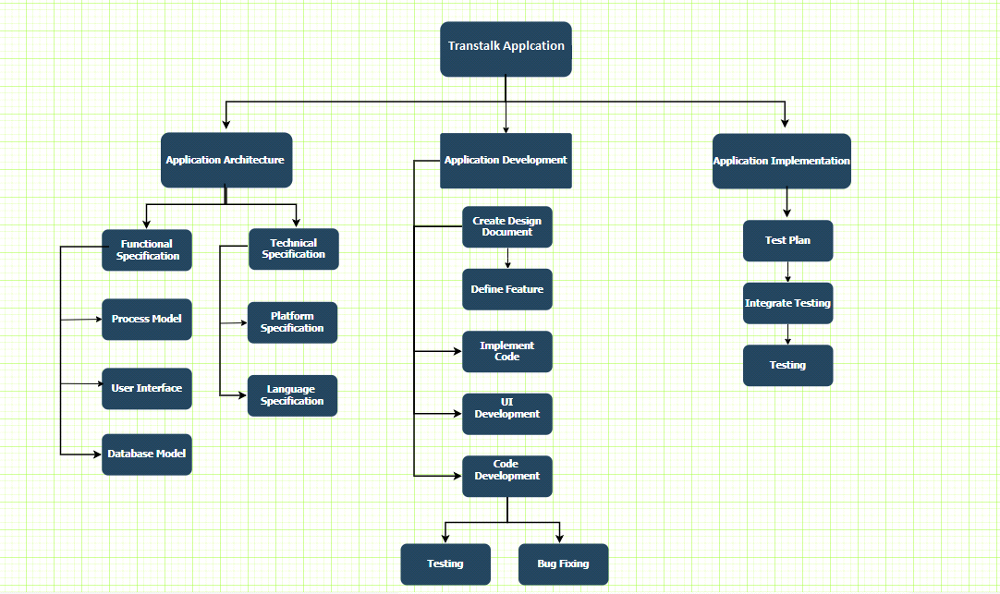 Transtalk Applcation
Application Architecture
Application Development
Application Implementation
Functional
Specification
Technical
Specification
Process Model
Platform
Specification
User Interface
Language
Specification
Database Model
Create Design
Document
Define Feature
Implement
Code
UI
Development
Code
Development
Testing
Bug Fixing
Test Plan
Integrate Testing
Testing